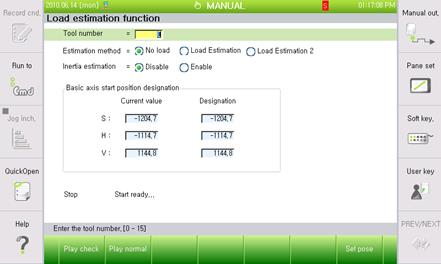 Record cnd,
2010.06.14 (mon)
MANUAL
S
01:17:08 PM
Manual out,
Load estimation function
Tool number =
Estimation method = No load Load Estimation Load Estimation 2
Inertia estimation = Disable Enable
Run to
Cmd
Pane set
Basic axis start position designation
Current value Designation
S : -1204,7 -1204,7
H : -1114,7 -1114,7
V : 1144,8 1144,8
Jog inch,
Soft key,
QuickOpen
User key
Stop Start ready,,,
Enter the tool number, [0 - 15]
Help
PREV/NEXT
Play check Play normal Set pose